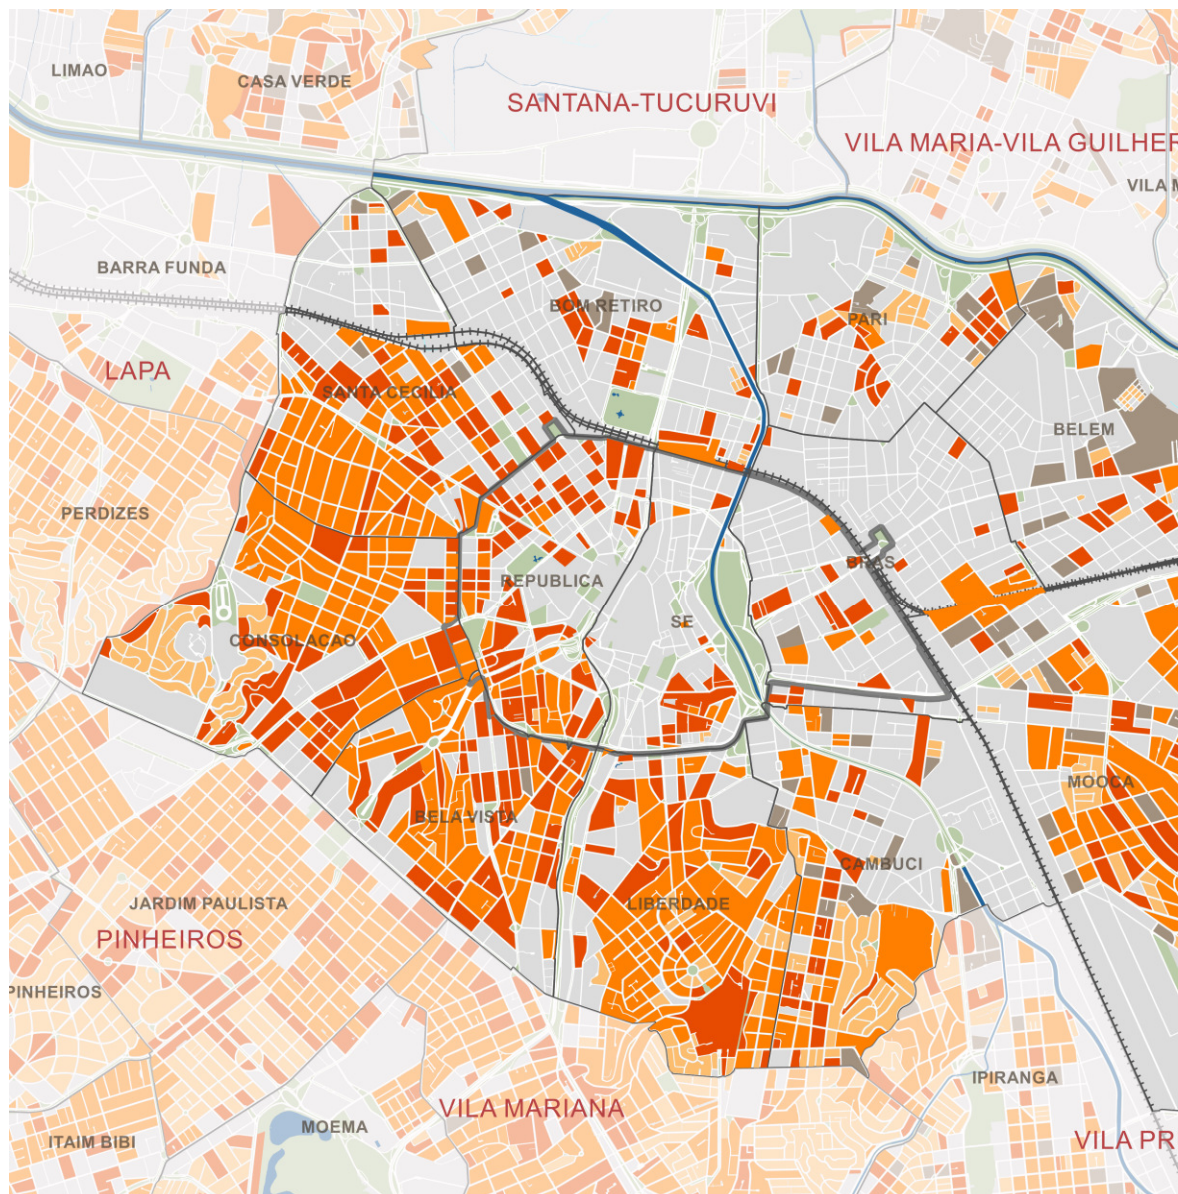 LIMAO
CASA VERDE
SANTANA-TUCURUVI
VILA MARIA-VILA GUILHER
VILA M
BARRA FUNDA
BOM RETIRO
PARI
LAPA
SANTA CECILIA
BELEM
PERDIZES
REPUBLICA
BRAS
SE
CONSOLACAO
MOOCA
BELA VISTA
CAMBUCI
JARDIM PAULISTA
LIBERDADE
PINHEIROS
PINHEIROS
IPIRANGA
VILA MARIANA
MOEMA
ITAIM BIBI
VILA PR